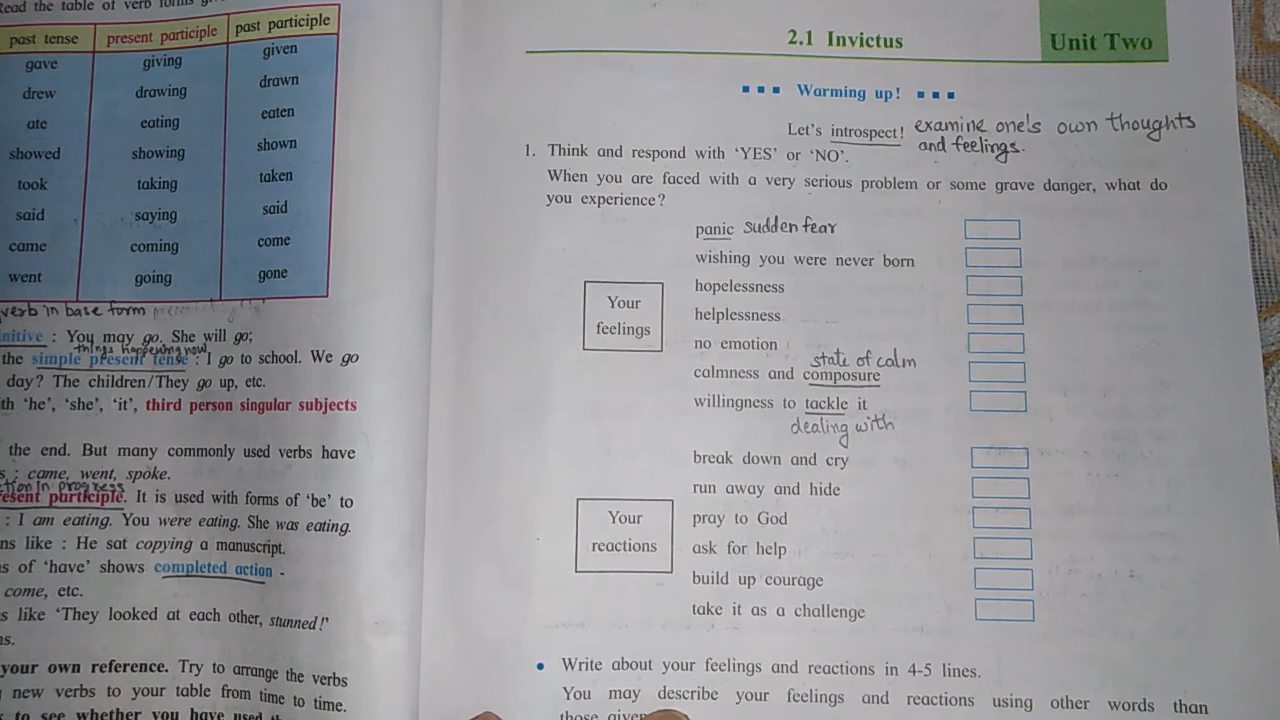 Read the table of verb forms
past tense present participle past participle
gave giving given
drew drawing drawn
ate eating eaten
showed showing shown
took taking taken
said saying said
came coming come
went going gone
verb in base form
: You may go. She will go;
things happening now
the simple present tense : I go to school. We go
day? The children/They go up, etc.
'he', 'she', 'it', third person singular subjects
the end. But many commonly used verbs have
: came, went, spoke.
in progress
participle. It is used with forms of 'be' to
: I am eating. You were eating. She was eating.
like : He sat copying a manuscript.
of 'have' shows completed action -
come, etc.
like 'They looked at each other, stunned!'
your own reference. Try to arrange the verbs
new verbs to your table from time to time.
to see whether you have used
2.1 Invictus
Unit Two
Warming up!
Let's introspect! examine one's own thoughts
and feelings.
1. Think and respond with 'YES' or 'NO'.
When you are faced with a very serious problem or some grave danger, what do
you experience?
Your
feelings
panic sudden fear
wishing you were never born
hopelessness
helplessness
no emotion
state of calm
calmness and composure
willingness to tackle it
dealing with
Your
reactions
break down and cry
run away and hide
pray to God
ask for help
build up courage
take it as a challenge
• Write about your feelings and reactions in 4-5 lines.
You may describe your feelings and reactions using other words than
those given